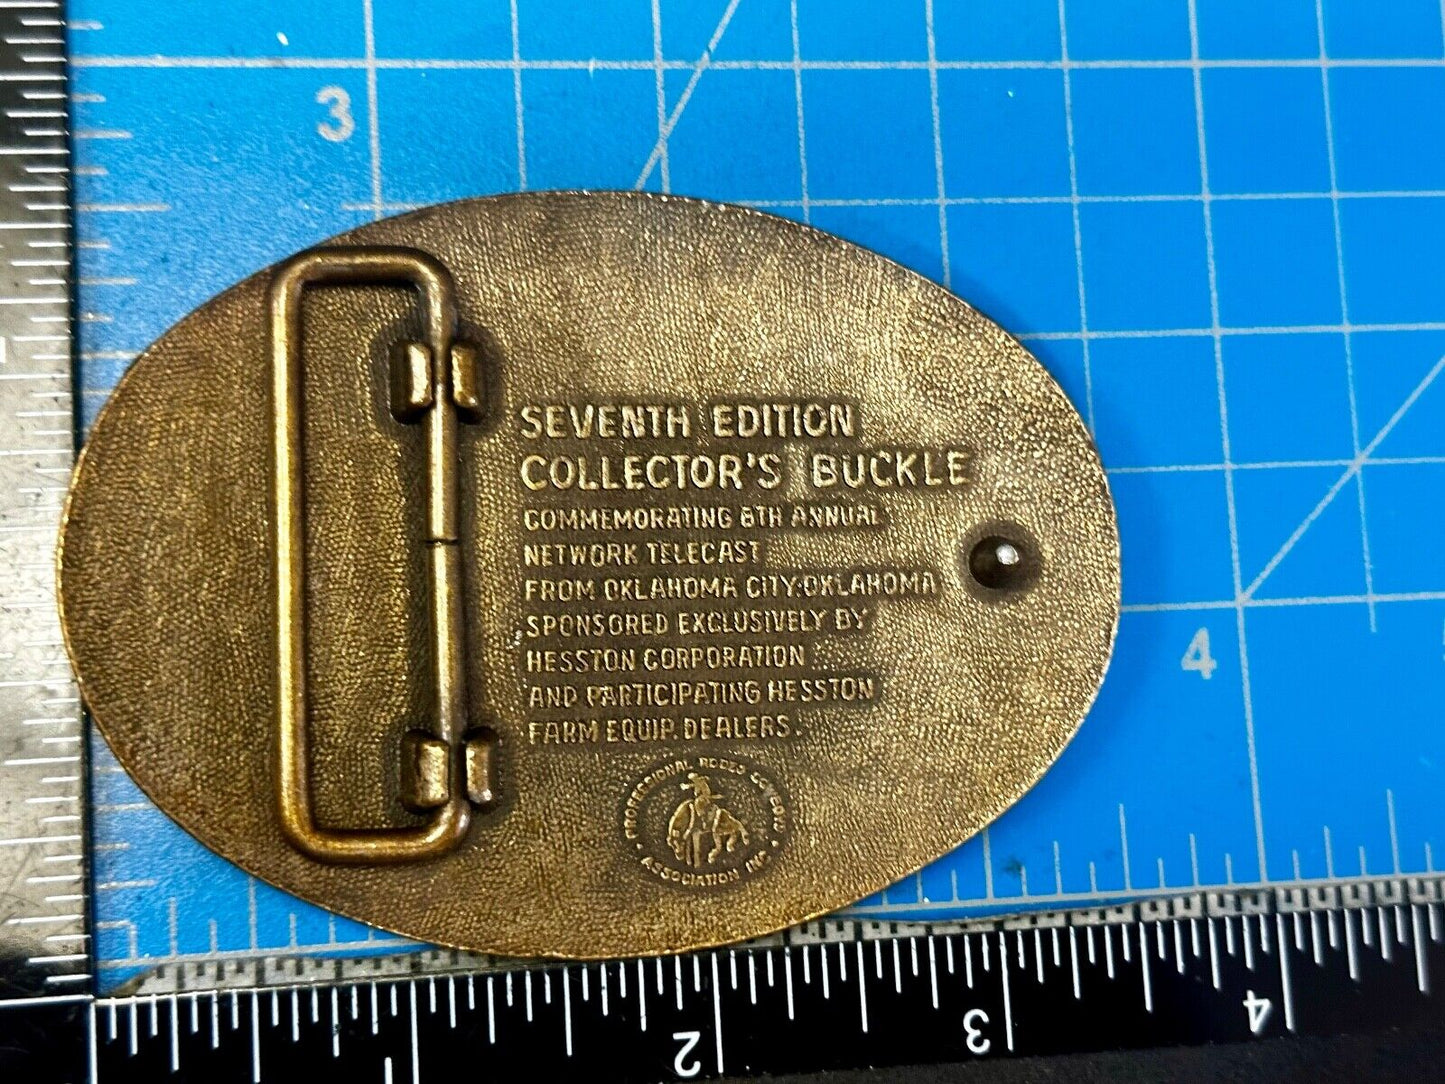 3
SEVENTH EDITION
COLLECTOR'S BUCKLE
COMMEMORATING 6TH ANNUAL
NETWORK TELECAST
FROM OKLAHOMA CITY, OKLAHOMA
SPONSORED EXCLUSIVELY BY
HESSTON CORPORATION
AND PARTICIPATING HESSTON
FARM EQUIP. DEALERS.
4
PROFESSIONAL RODEO COWBOYS
ASSOCIATION INC.
2
3
4